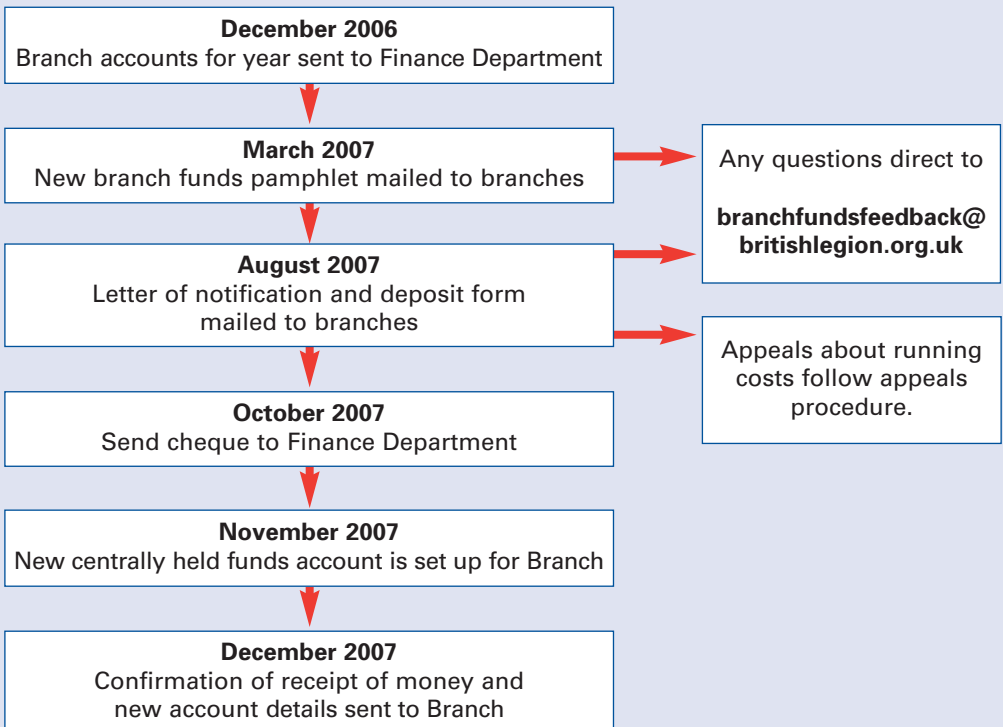 December 2006
Branch accounts for year sent to Finance Department
March 2007
New branch funds pamphlet mailed to branches
Any questions direct to
branchfundsfeedback@
britishlegion.org.uk
August 2007
Letter of notification and deposit form
mailed to branches
Appeals about running
costs follow appeals
procedure.
October 2007
Send cheque to Finance Department
November 2007
New centrally held funds account is set up for Branch
December 2007
Confirmation of receipt of money and
new account details sent to Branch